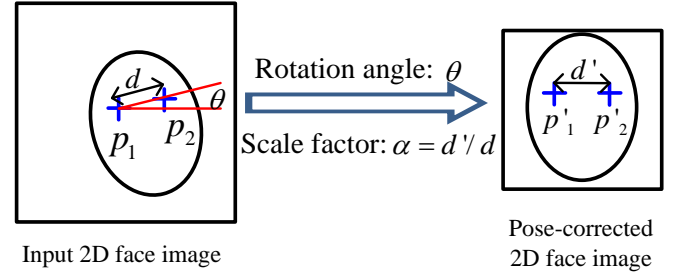 d
θ
p₁
p₂
Input 2D face image
Rotation angle: θ
Scale factor: α = d'/d
d'
p'₁
p'₂
Pose-corrected
2D face image